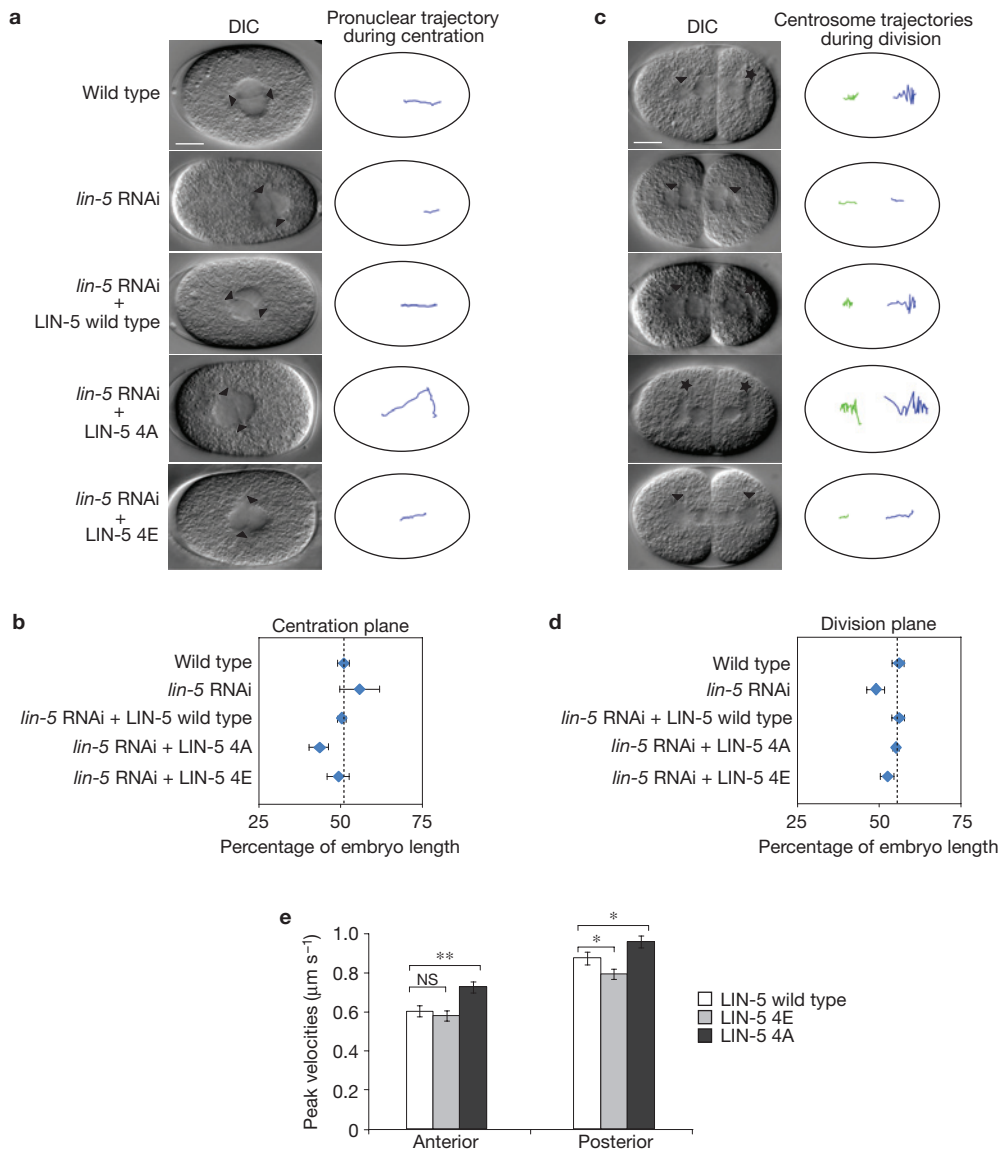 a
DIC
Pronuclear trajectory
during centration
Wild type
lin-5 RNAi
lin-5 RNAi
+
LIN-5 wild type
lin-5 RNAi
+
LIN-5 4A
lin-5 RNAi
+
LIN-5 4E
c
DIC
Centrosome trajectories
during division
b
Centration plane
Wild type
lin-5 RNAi
lin-5 RNAi + LIN-5 wild type
lin-5 RNAi + LIN-5 4A
lin-5 RNAi + LIN-5 4E
25 50 75
Percentage of embryo length
d
Division plane
Wild type
lin-5 RNAi
lin-5 RNAi + LIN-5 wild type
lin-5 RNAi + LIN-5 4A
lin-5 RNAi + LIN-5 4E
25 50 75
Percentage of embryo length
e
Peak velocities (μm s⁻¹)
1.0
0.8
0.6
0.4
0.2
0
NS
**
*
*
Anterior
Posterior
LIN-5 wild type
LIN-5 4E
LIN-5 4A